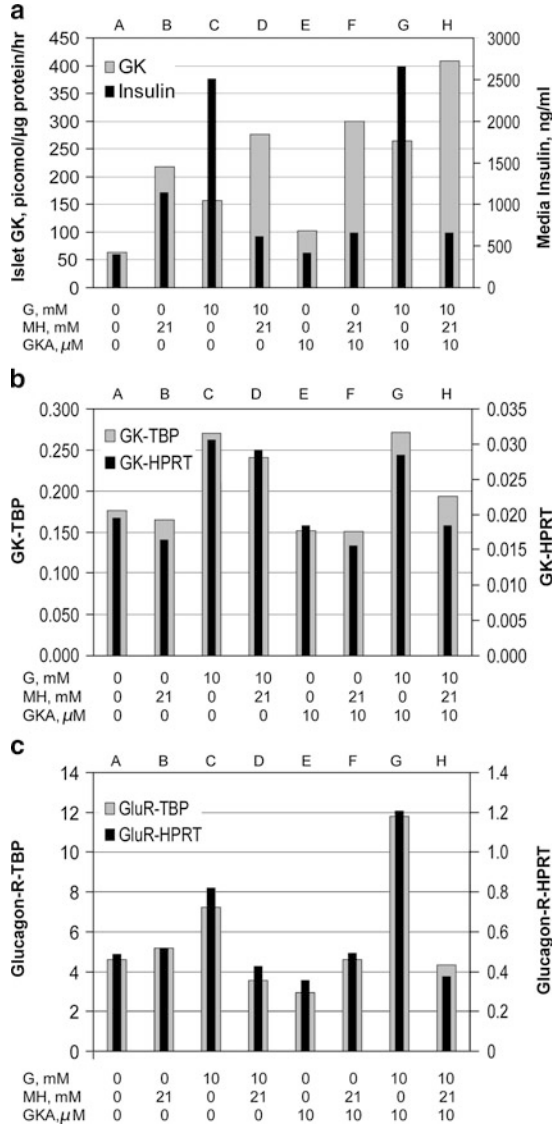 a
A B C D E F G H
450 3000
400 2500
350
300 2000
250
200 1500
150 1000
100
50 500
0 0
GK
Insulin
Islet GK, picomol/µg protein/hr
Media Insulin, ng/ml
G, mM 0 0 10 10 0 0 10 10
MH, mM 0 21 0 21 0 21 0 21
GKA, µM 0 0 0 0 10 10 10 10
b
A B C D E F G H
0.300 0.035
0.250 0.030
0.200 0.025
0.150 0.020
0.100 0.015
0.050 0.010
0.000 0.005
0.000
GK-TBP
GK-HPRT
GK-TBP
GK-HPRT
G, mM 0 0 10 10 0 0 10 10
MH, mM 0 21 0 21 0 21 0 21
GKA, µM 0 0 0 0 10 10 10 10
c
A B C D E F G H
14 1.4
12 1.2
10 1.0
8 0.8
6 0.6
4 0.4
2 0.2
0 0
GluR-TBP
GluR-HPRT
Glucagon-R-TBP
Glucagon-R-HPRT
G, mM 0 0 10 10 0 0 10 10
MH, mM 0 21 0 21 0 21 0 21
GKA,µM 0 0 0 0 10 10 10 10